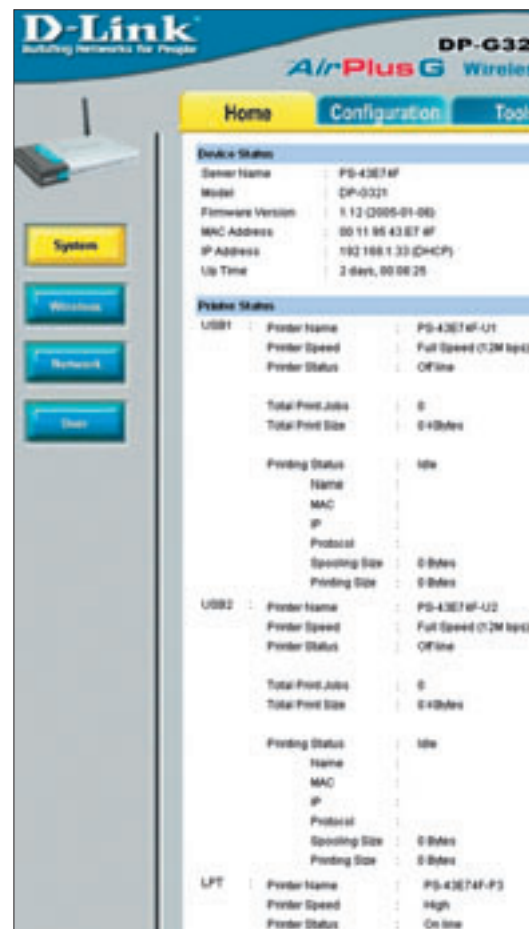 D-Link
Building Networks for People
DP-G32
AirPlus G Wireles
Home Configuration Tool
Device Status
Server Name : PS-43E74F
Model : DP-G321
Firmware Version : 1.12 (2005-01-06)
MAC Address : 00 11 95 43 E7 4F
IP Address : 192 168 1 33 (DHCP)
Up Time : 2 days, 00:08:25
System
Wireless
Network
User
Printer Status
USB1 : Printer Name : PS-43E74F-U1
Printer Speed : Full Speed (12M bps)
Printer Status : Off line
Total Print Jobs : 0
Total Print Size : 0 KBytes
Printing Status : Idle
Name :
MAC :
IP :
Protocol :
Spooling Size : 0 Bytes
Printing Size : 0 Bytes
USB2 : Printer Name : PS-43E74F-U2
Printer Speed : Full Speed (12M bps)
Printer Status : Off line
Total Print Jobs : 0
Total Print Size : 0 KBytes
Printing Status : Idle
Name :
MAC :
IP :
Protocol :
Spooling Size : 0 Bytes
Printing Size : 0 Bytes
LPT : Printer Name : PS-43E74F-P3
Printer Speed : High
Printer Status : On line